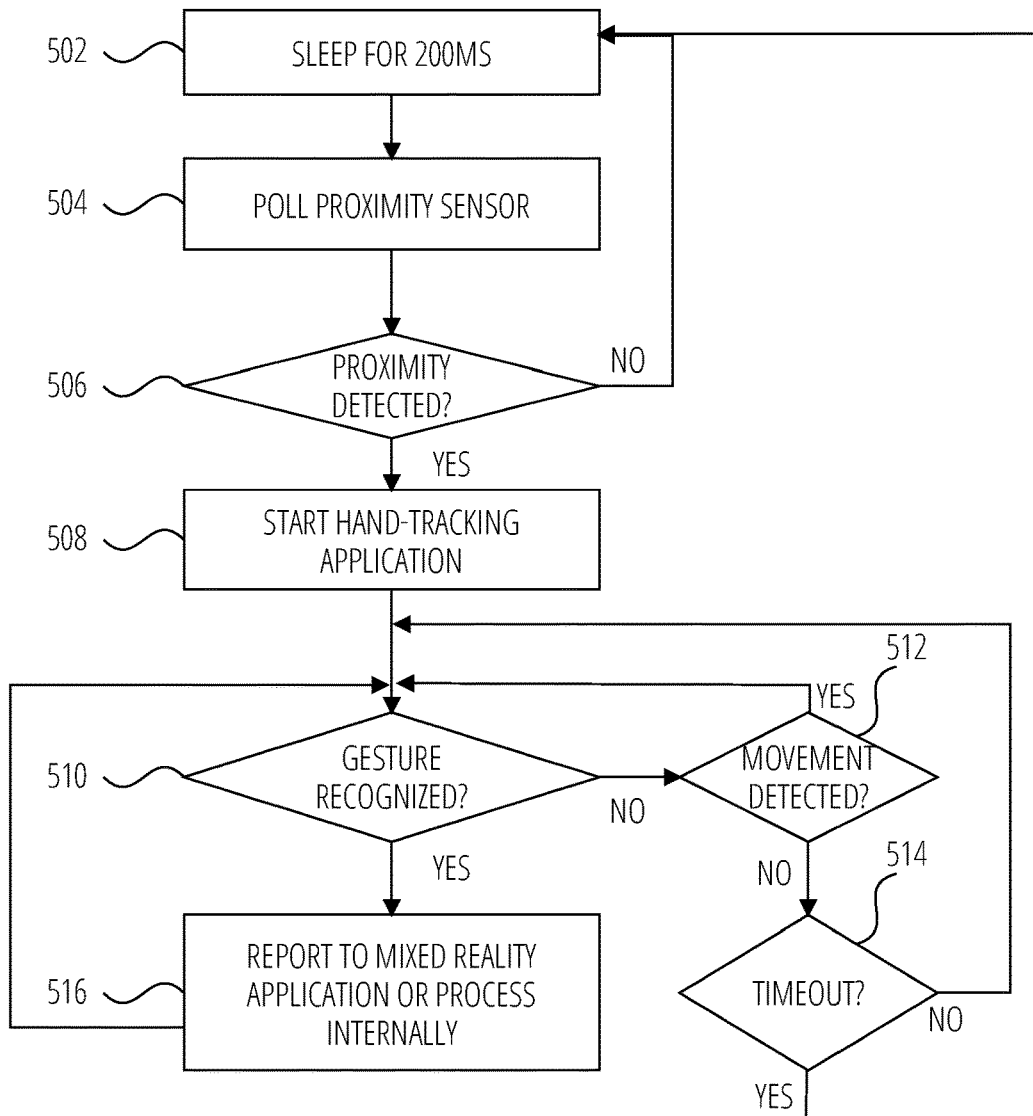 502
SLEEP FOR 200MS
504
POLL PROXIMITY SENSOR
506
PROXIMITY
DETECTED?
NO
YES
508
START HAND-TRACKING
APPLICATION
512
YES
510
GESTURE
RECOGNIZED?
NO
MOVEMENT
DETECTED?
YES
NO
514
516
REPORT TO MIXED REALITY
APPLICATION OR PROCESS
INTERNALLY
TIMEOUT?
NO
YES